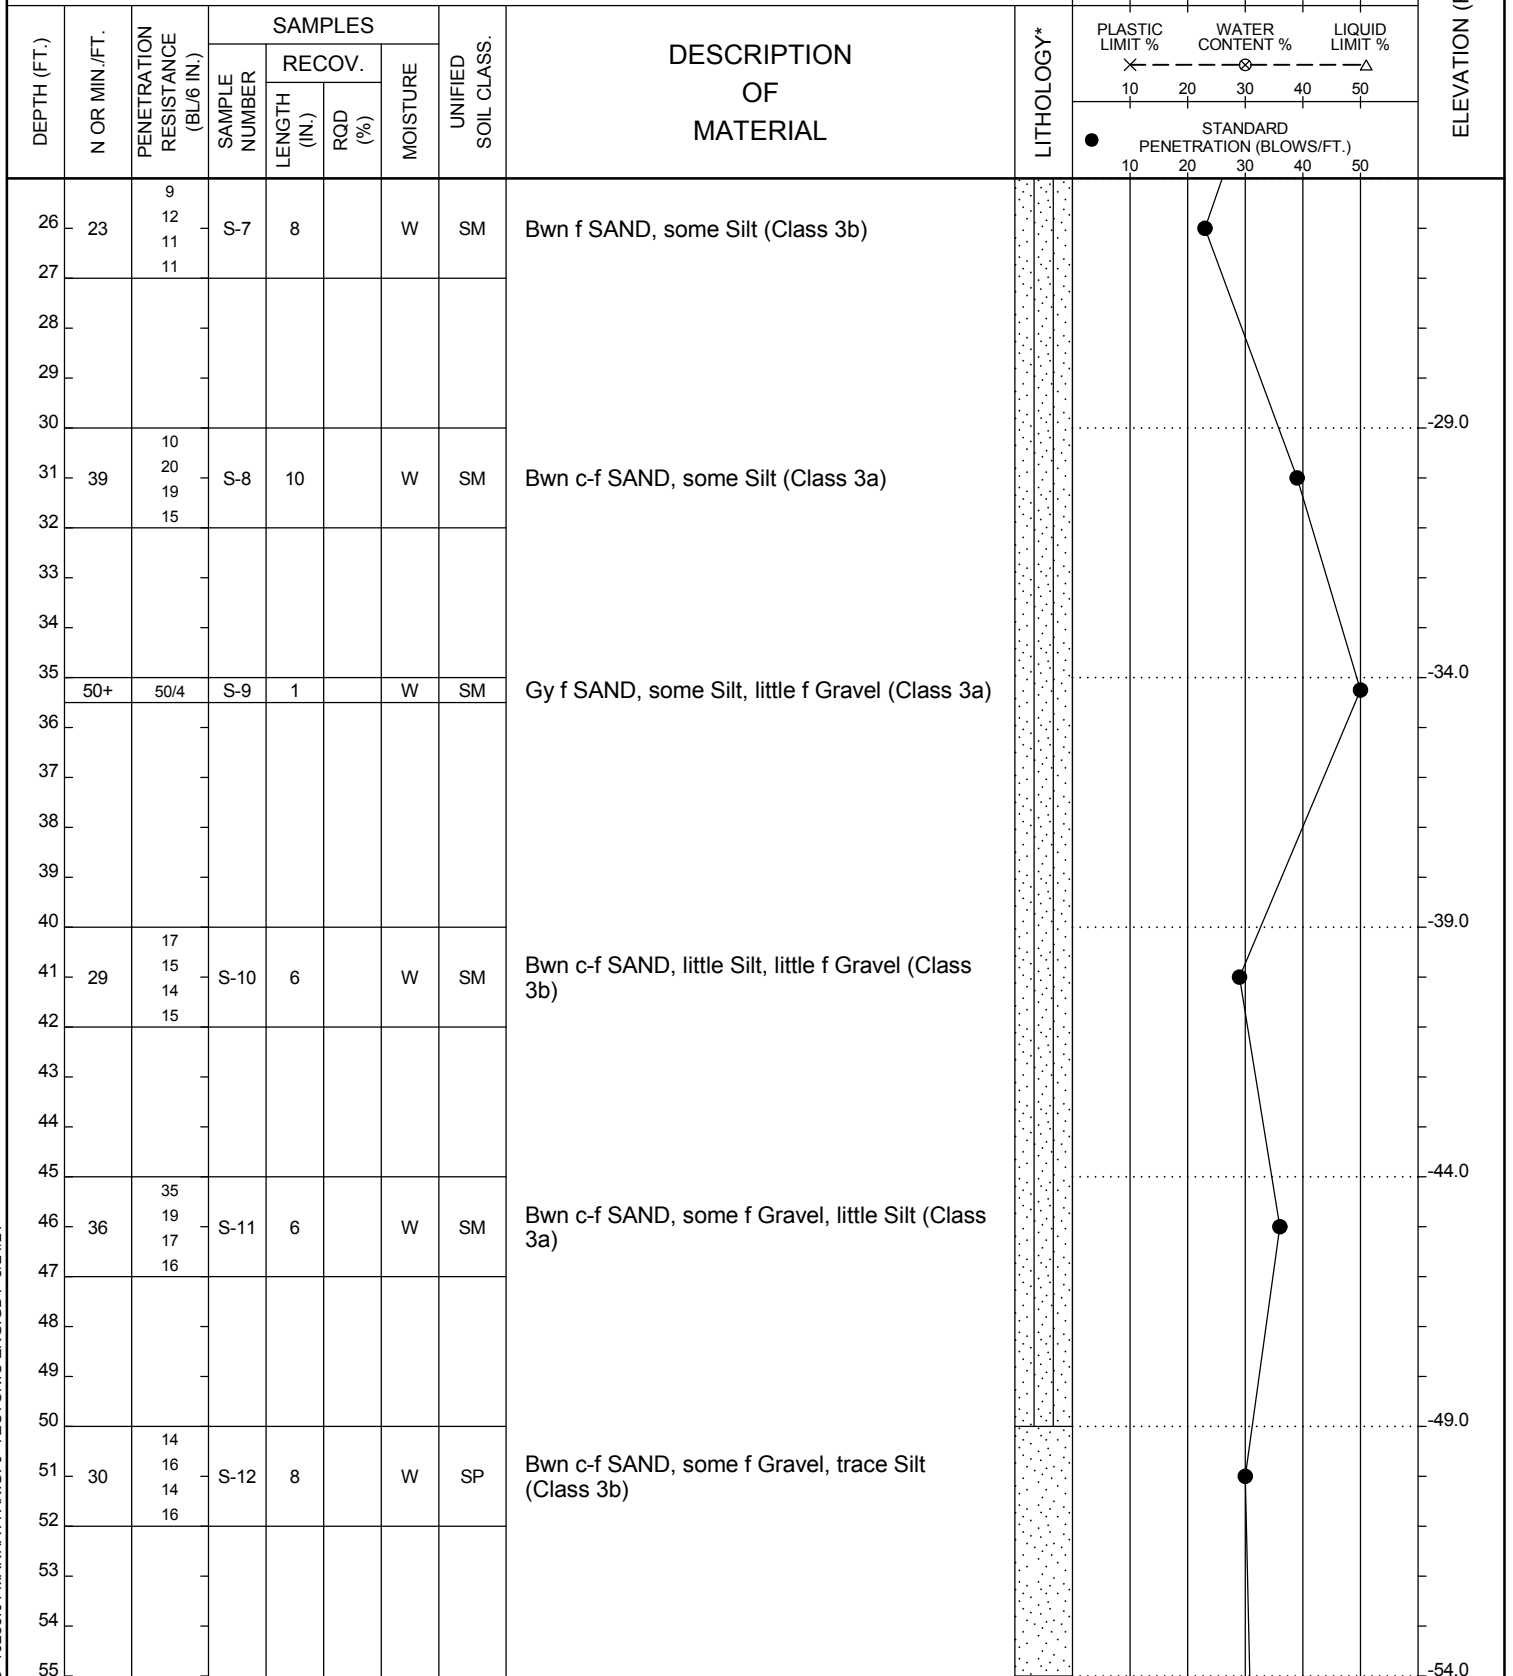 DEPTH (FT.)
N OR MIN./FT.
PENETRATION
RESISTANCE
(BL/6 IN.)
SAMPLES
SAMPLE
NUMBER
RECOV.
LENGTH
(IN.)
RQD
(%)
MOISTURE
UNIFIED
SOIL CLASS.
DESCRIPTION
OF
MATERIAL
LITHOLOGY*
PLASTIC
LIMIT %
WATER
CONTENT %
LIQUID
LIMIT %
10 20 30 40 50
STANDARD
PENETRATION (BLOWS/FT.)
10 20 30 40 50
ELEVATION
9
12
26 23 S-7 8 W SM Bwn f SAND, some Silt (Class 3b)
11
11
27
28
29
30 -29.0
10
20
31 39 S-8 10 W SM Bwn c-f SAND, some Silt (Class 3a)
19
15
32
33
34
35 -34.0
50+ 50/4 S-9 1 W SM Gy f SAND, some Silt, little f Gravel (Class 3a)
36
37
38
39
40 -39.0
17
15
41 29 S-10 6 W SM Bwn c-f SAND, little Silt, little f Gravel (Class
3b)
14
15
42
43
44
45 -44.0
35
19
46 36 S-11 6 W SM Bwn c-f SAND, some f Gravel, little Silt (Class
3a)
17
16
47
48
49
50 -49.0
14
16
51 30 S-12 8 W SP Bwn c-f SAND, some f Gravel, trace Silt
(Class 3b)
14
16
52
53
54
55 -54.0